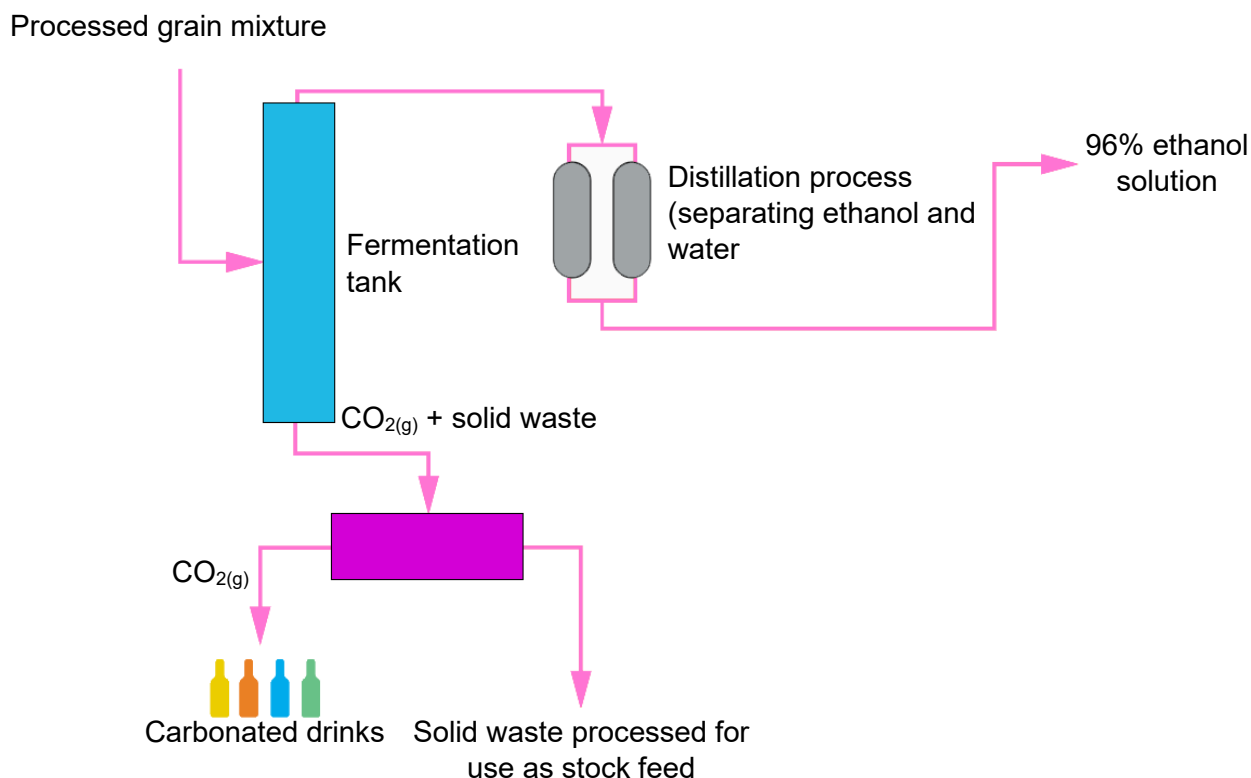 Processed grain mixture
96% ethanol
solution
Distillation process
(separating ethanol and
water
Fermentation
tank
CO₂(g) + solid waste
CO₂(g)
Carbonated drinks
Solid waste processed for
use as stock feed